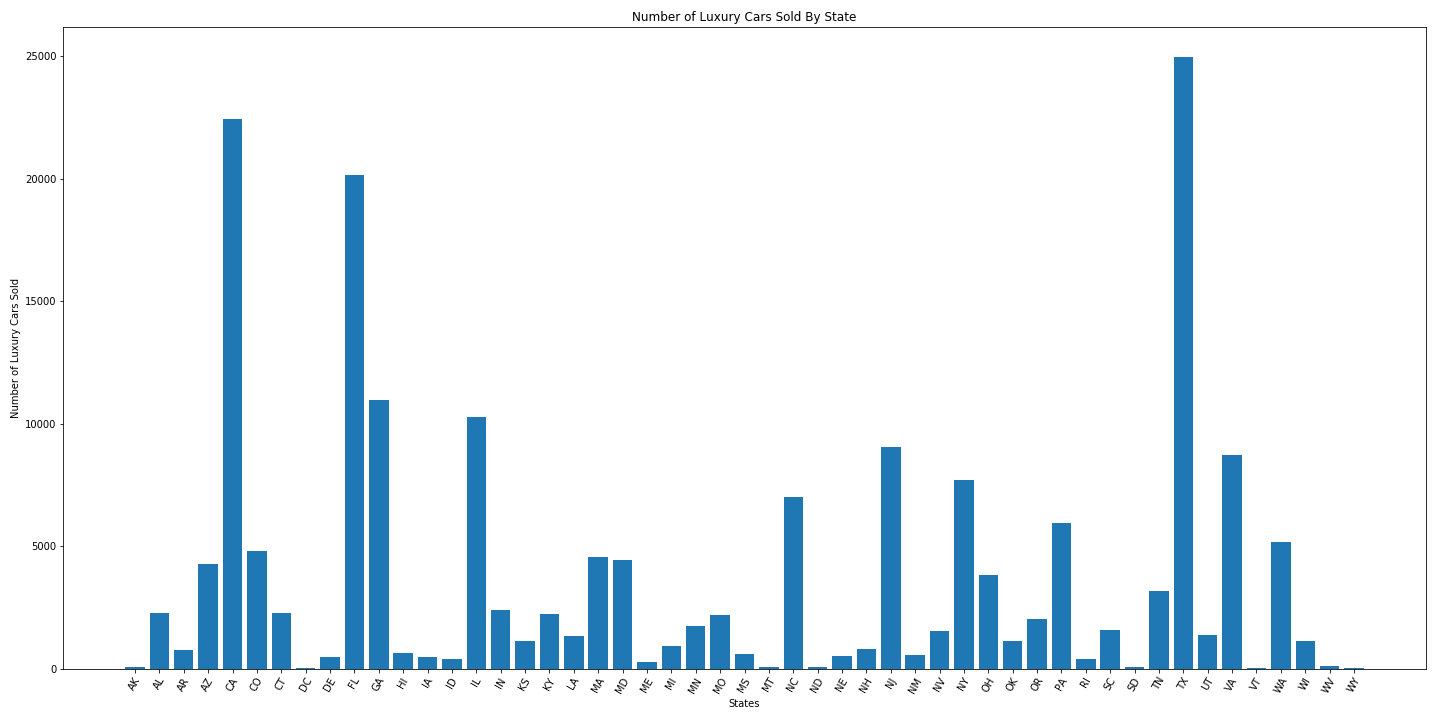 Number of Luxury Cars Sold By State
Number of Luxury Cars Sold
25000
20000
15000
10000
5000
0
AK AL AR AZ CA CO CT DC DE FL GA HI IA ID IL IN KS KY LA MA MD ME MI MN MO MS MT NC ND NE NH NJ NM NV NY OH OK OR PA RI SC SD TN TX UT VA VT WA WI WV WY
States